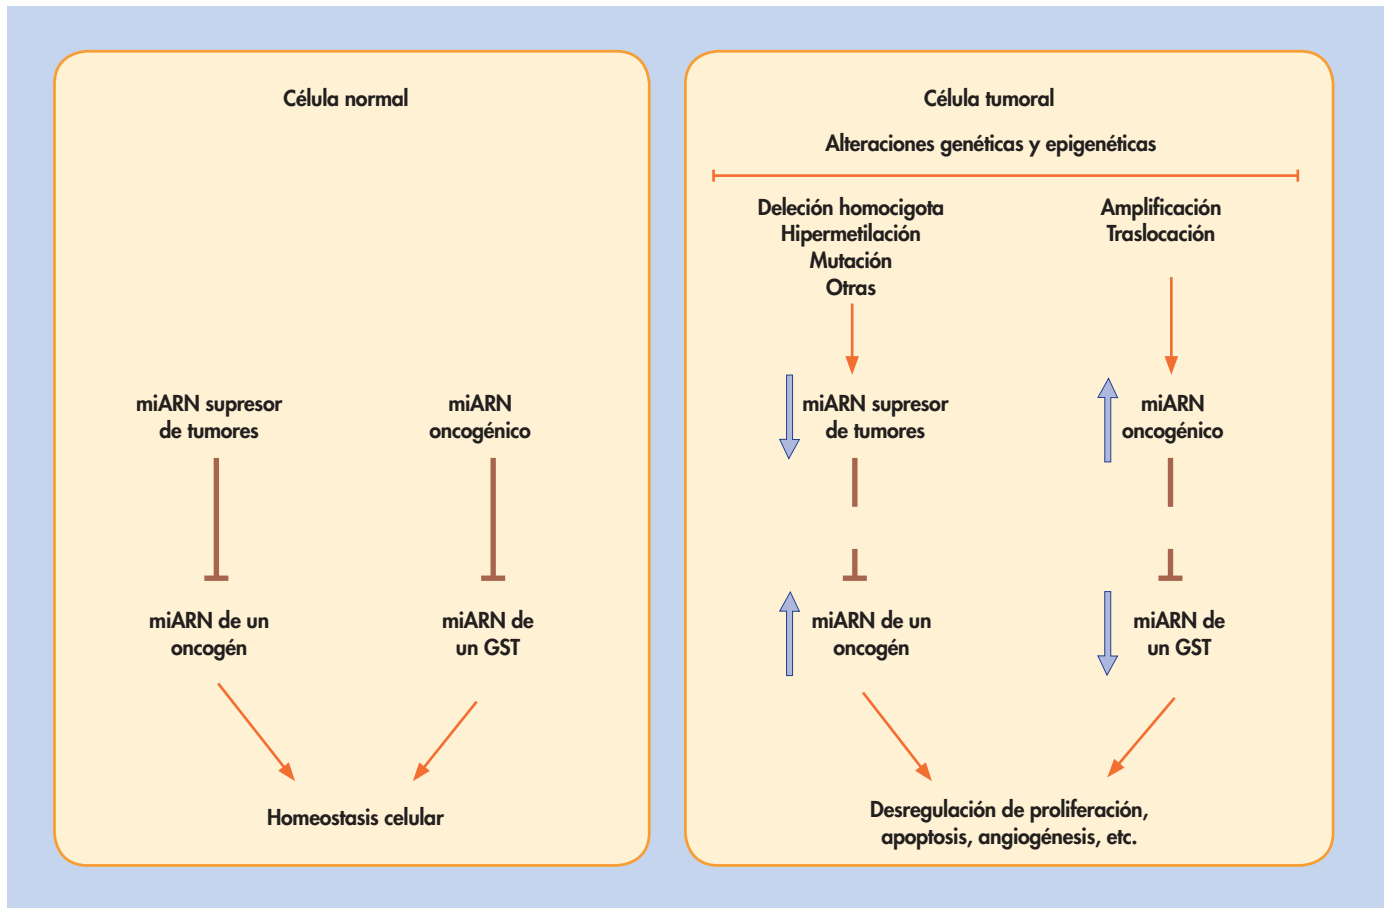 Célula normal
miARN supresor
de tumores
miARN
oncogénico
miARN de un
oncogén
miARN de
un GST
Homeostasis celular
Célula tumoral
Alteraciones genéticas y epigenéticas
Deleción homocigota
Hipermetilación
Mutación
Otras
Amplificación
Traslocación
miARN supresor
de tumores
miARN
oncogénico
miARN de un
oncogén
miARN de
un GST
Desregulación de proliferación,
apoptosis, angiogénesis, etc.